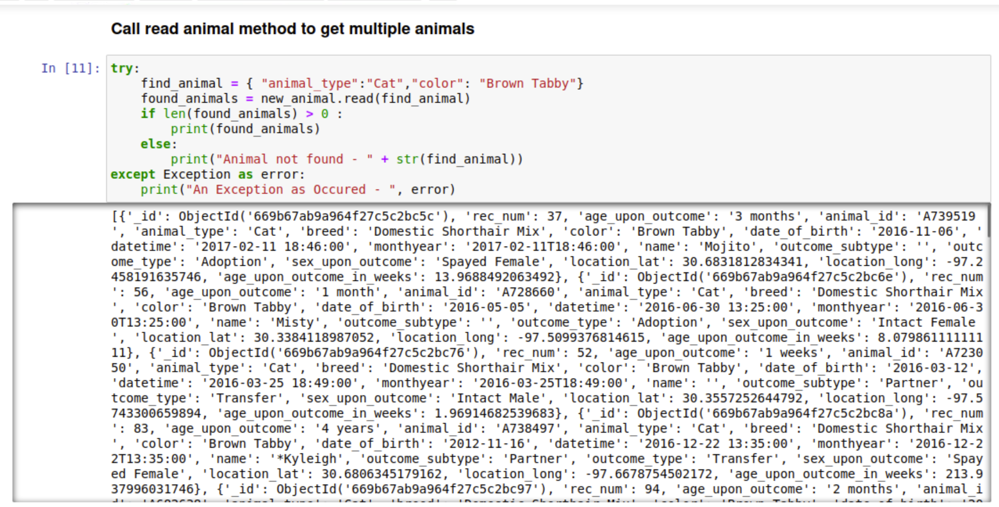 Call read animal method to get multiple animals
In [11]:
try:
    find_animal = { "animal_type":"Cat","color": "Brown Tabby"}
    found_animals = new_animal.read(find_animal)
    if len(found_animals) > 0 :
        print(found_animals)
    else:
        print("Animal not found - " + str(find_animal))
except Exception as error:
    print("An Exception as Occured - ", error)
[{'_id': ObjectId('669b67ab9a964f27c5c2bc5c'), 'rec_num': 37, 'age_upon_outcome': '3 months', 'animal_id': 'A739519
', 'animal_type': 'Cat', 'breed': 'Domestic Shorthair Mix', 'color': 'Brown Tabby', 'date_of_birth': '2016-11-06', '
datetime': '2017-02-11 18:46:00', 'monthyear': '2017-02-11T18:46:00', 'name': 'Mojito', 'outcome_subtype': '', 'outc
ome_type': 'Adoption', 'sex_upon_outcome': 'Spayed Female', 'location_lat': 30.6831812834341, 'location_long': -97.2
458191635746, 'age_upon_outcome_in_weeks': 13.9688492063492}, {'_id': ObjectId('669b67ab9a964f27c5c2bc6e'), 'rec_num
': 56, 'age_upon_outcome': '1 month', 'animal_id': 'A728660', 'animal_type': 'Cat', 'breed': 'Domestic Shorthair Mix
', 'color': 'Brown Tabby', 'date_of_birth': '2016-05-05', 'datetime': '2016-06-30 13:25:00', 'monthyear': '2016-06-3
0T13:25:00', 'name': 'Misty', 'outcome_subtype': '', 'outcome_type': 'Adoption', 'sex_upon_outcome': 'Intact Female
', 'location_lat': 30.3384118987052, 'location_long': -97.5099376814615, 'age_upon_outcome_in_weeks': 8.079861111111
11}, {'_id': ObjectId('669b67ab9a964f27c5c2bc76'), 'rec_num': 52, 'age_upon_outcome': '1 weeks', 'animal_id': 'A7230
50', 'animal_type': 'Cat', 'breed': 'Domestic Shorthair Mix', 'color': 'Brown Tabby', 'date_of_birth': '2016-03-12',
'datetime': '2016-03-25 18:49:00', 'monthyear': '2016-03-25T18:49:00', 'name': '', 'outcome_subtype': 'Partner', 'ou
tcome_type': 'Transfer', 'sex_upon_outcome': 'Intact Male', 'location_lat': 30.3557252644792, 'location_long': -97.5
743300659894, 'age_upon_outcome_in_weeks': 1.96914682539683}, {'_id': ObjectId('669b67ab9a964f27c5c2bc8a'), 'rec_num
': 83, 'age_upon_outcome': '4 years', 'animal_id': 'A738497', 'animal_type': 'Cat', 'breed': 'Domestic Shorthair Mix
', 'color': 'Brown Tabby', 'date_of_birth': '2012-11-16', 'datetime': '2016-12-22 13:35:00', 'monthyear': '2016-12-2
2T13:35:00', 'name': '*Kyleigh', 'outcome_subtype': 'Partner', 'outcome_type': 'Transfer', 'sex_upon_outcome': 'Spay
ed Female', 'location_lat': 30.6806345179162, 'location_long': -97.6678754502172, 'age_upon_outcome_in_weeks': 213.9
37996031746}, {'_id': ObjectId('669b67ab9a964f27c5c2bc97'), 'rec_num': 94, 'age_upon_outcome': '2 months', 'animal_i